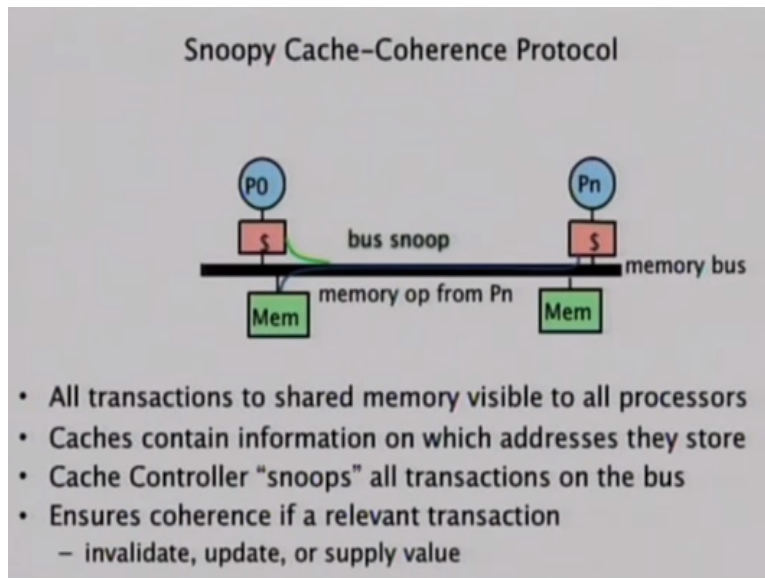 Snoopy Cache-Coherence Protocol
P0
Pn
$
bus snoop
$
memory bus
memory op from Pn
Mem
Mem
• All transactions to shared memory visible to all processors
• Caches contain information on which addresses they store
• Cache Controller “snoops” all transactions on the bus
• Ensures coherence if a relevant transaction
– invalidate, update, or supply value